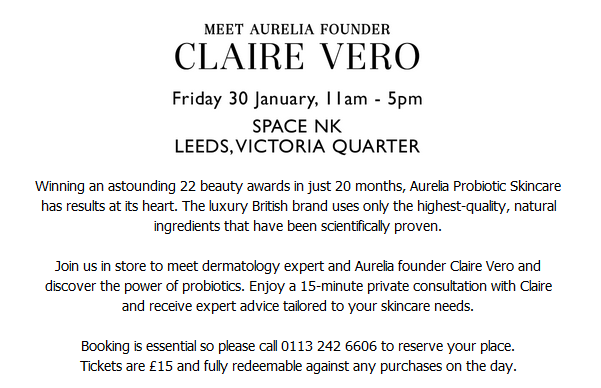 MEET AURELIA FOUNDER
CLAIRE VERO
Friday 30 January, 11am - 5pm
SPACE NK
LEEDS, VICTORIA QUARTER
Winning an astounding 22 beauty awards in just 20 months, Aurelia Probiotic Skincare
has results at its heart. The luxury British brand uses only the highest-quality, natural
ingredients that have been scientifically proven.
Join us in store to meet dermatology expert and Aurelia founder Claire Vero and
discover the power of probiotics. Enjoy a 15-minute private consultation with Claire
and receive expert advice tailored to your skincare needs.
Booking is essential so please call 0113 242 6606 to reserve your place.
Tickets are £15 and fully redeemable against any purchases on the day.